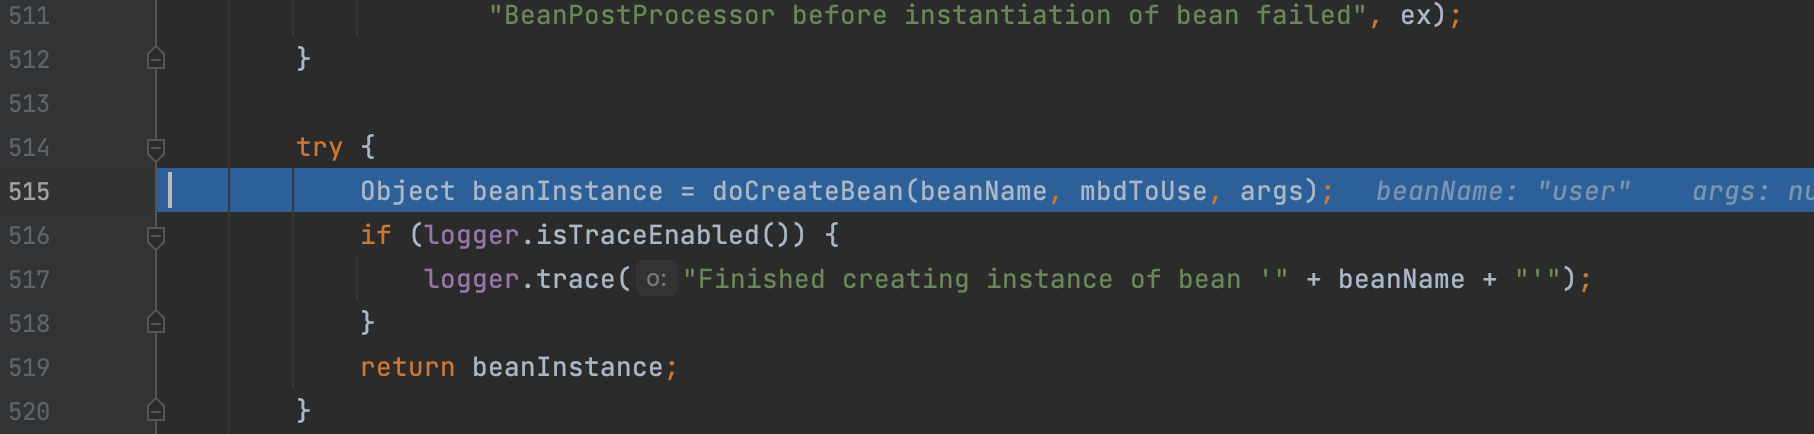 511 "BeanPostProcessor before instantiation of bean failed", ex);
512 }
513
514 try {
515 Object beanInstance = doCreateBean(beanName, mbdToUse, args); beanName: "user" args: nu
516 if (logger.isTraceEnabled()) {
517 logger.trace( o: "Finished creating instance of bean '" + beanName + "'");
518 }
519 return beanInstance;
520 }